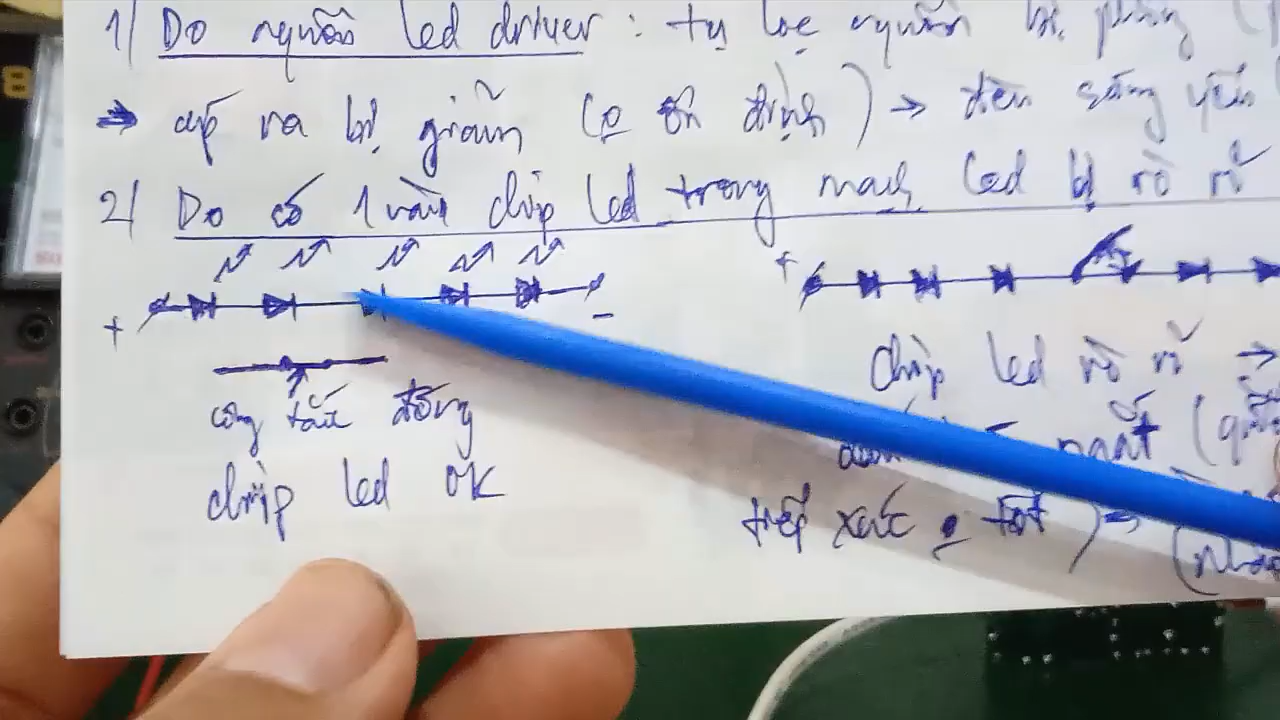 1) Do nguồn led driver : tụ lọc nguồn bị phồng
→ áp ra bị giảm (o ổn định) → đèn sáng yếu
2) Do có 1 vài chip led trong mạch led bị rò rỉ
+ - +
công tắc đóng
chip led OK
chip led rò rỉ →
ngắt
tiếp xúc o tốt ) →